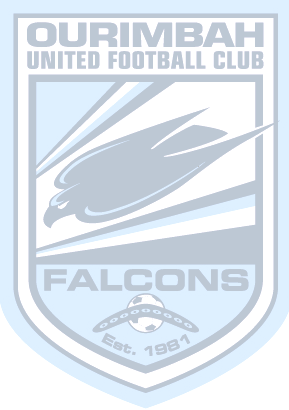 OURIMBAH
UNITED FOOTBALL CLUB
FALCONS
Est. 1981